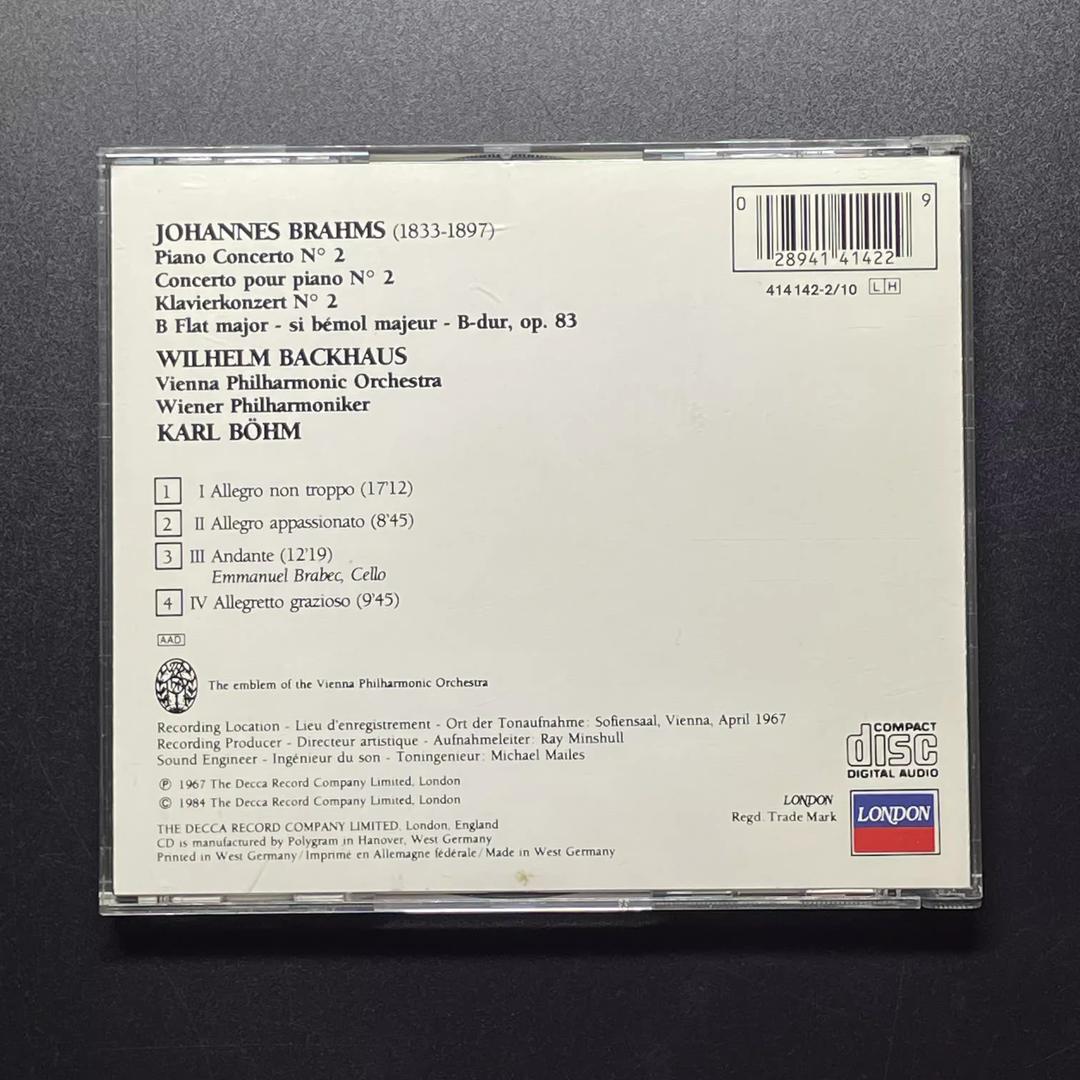 JOHANNES BRAHMS (1833-1897)
Piano Concerto N° 2
Concerto pour piano N° 2
Klavierkonzert N° 2
B Flat major - si bémol majeur - B-dur, op. 83
WILHELM BACKHAUS
Vienna Philharmonic Orchestra
Wiener Philharmoniker
KARL BÖHM
0 28941 41422 9
414 142-2/10 LH
1 I Allegro non troppo (17'12)
2 II Allegro appassionato (8'45)
3 III Andante (12'19)
Emmanuel Brabec, Cello
4 IV Allegretto grazioso (9'45)
AAD
The emblem of the Vienna Philharmonic Orchestra
Recording Location - Lieu d'enregistrement - Ort der Tonaufnahme: Sofiensaal, Vienna, April 1967
Recording Producer - Directeur artistique - Aufnahmeleiter: Ray Minshull
Sound Engineer - Ingénieur du son - Toningenieur: Michael Mailes
℗ 1967 The Decca Record Company Limited, London
© 1984 The Decca Record Company Limited, London
THE DECCA RECORD COMPANY LIMITED, London, England
CD is manufactured by Polygram in Hanover, West Germany
Printed in West Germany/Imprimé en Allemagne fédérale/Made in West Germany
COMPACT
disc
DIGITAL AUDIO
LONDON
Regd. Trade Mark
LONDON